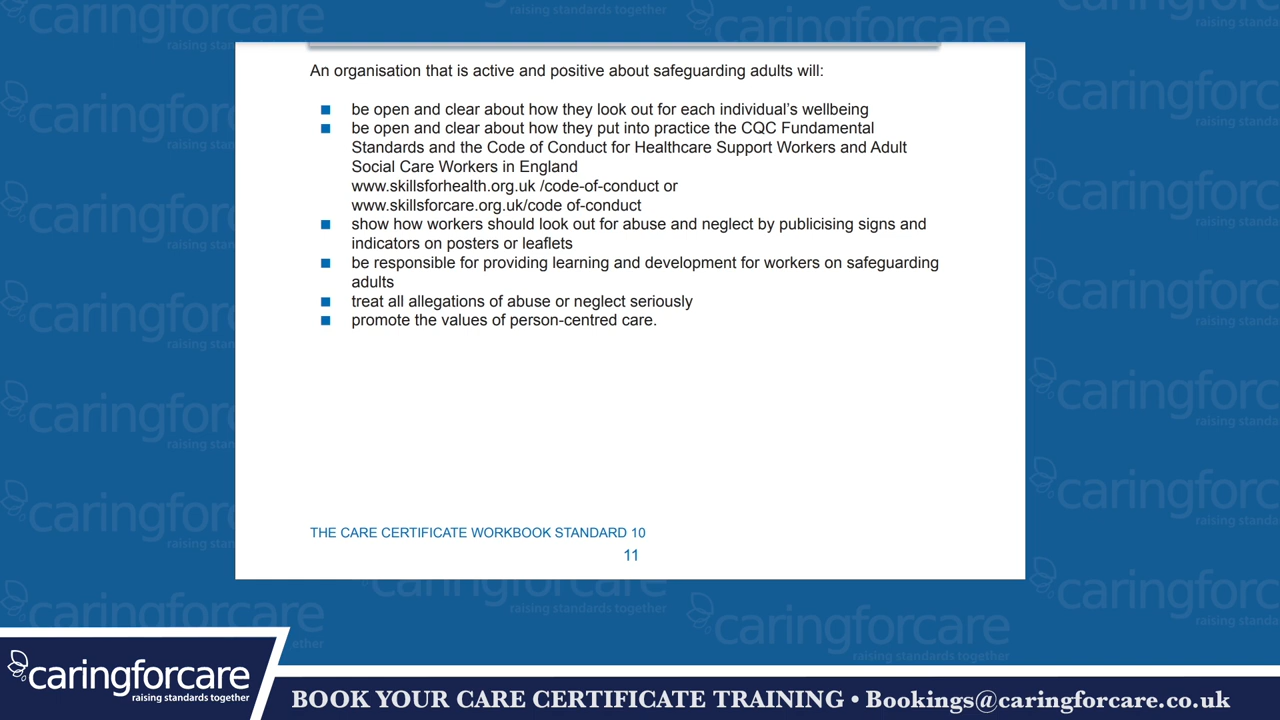 An organisation that is active and positive about safeguarding adults will:
be open and clear about how they look out for each individual's wellbeing
be open and clear about how they put into practice the CQC Fundamental
Standards and the Code of Conduct for Healthcare Support Workers and Adult
Social Care Workers in England
www.skillsforhealth.org.uk /code-of-conduct or
www.skillsforcare.org.uk/code of-conduct
show how workers should look out for abuse and neglect by publicising signs and
indicators on posters or leaflets
be responsible for providing learning and development for workers on safeguarding
adults
treat all allegations of abuse or neglect seriously
promote the values of person-centred care.
THE CARE CERTIFICATE WORKBOOK STANDARD 10
11
caringforcare
raising standards together
BOOK YOUR CARE CERTIFICATE TRAINING • Bookings@caringforcare.co.uk